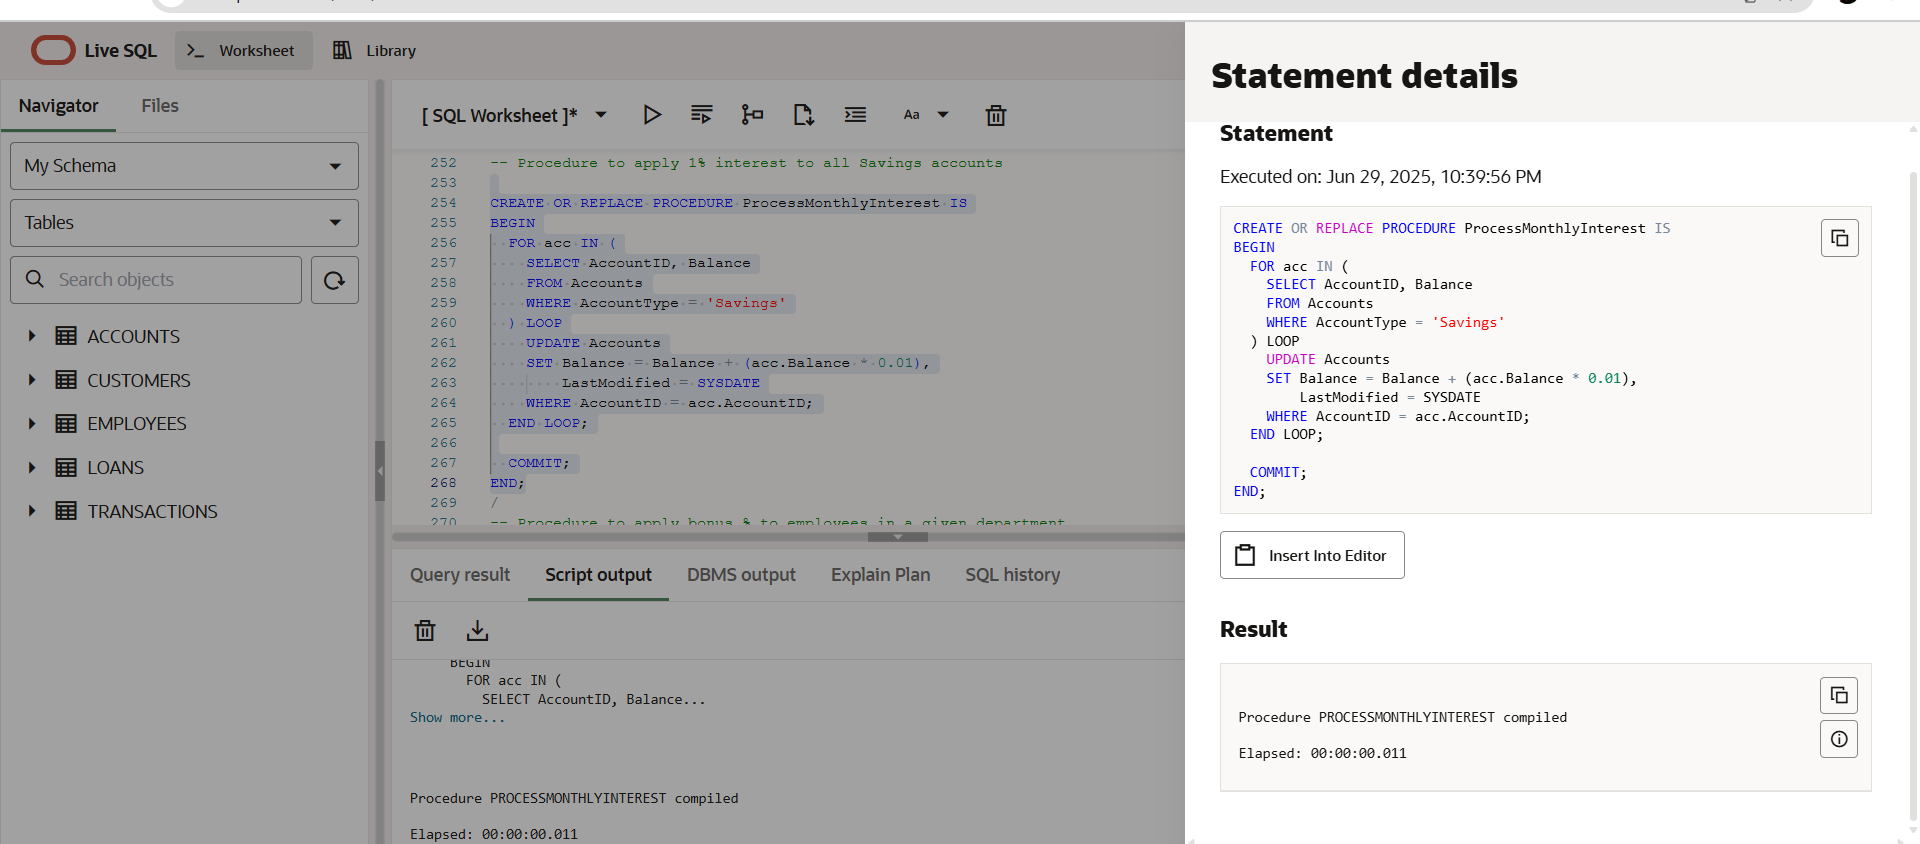 Live SQL
Worksheet
Library
Navigator
Files
My Schema
Tables
Search objects
ACCOUNTS
CUSTOMERS
EMPLOYEES
LOANS
TRANSACTIONS
[ SQL Worksheet ]*
Aa
252 -- Procedure to apply 1% interest to all Savings accounts
253
254 CREATE OR REPLACE PROCEDURE ProcessMonthlyInterest IS
255 BEGIN
256 FOR acc IN (
257 SELECT AccountID, Balance
258 FROM Accounts
259 WHERE AccountType = 'Savings'
260 ) LOOP
261 UPDATE Accounts
262 SET Balance = Balance + (acc.Balance * 0.01),
263 LastModified = SYSDATE
264 WHERE AccountID = acc.AccountID;
265 END LOOP;
266
267 COMMIT;
268 END;
269 /
270 -- Procedure to apply bonus % to employees in a given department
Query result
Script output
DBMS output
Explain Plan
SQL history
BEGIN
FOR acc IN (
SELECT AccountID, Balance...
Show more...
Procedure PROCESSMONTHLYINTEREST compiled
Elapsed: 00:00:00.011
Statement details
Statement
Executed on: Jun 29, 2025, 10:39:56 PM
CREATE OR REPLACE PROCEDURE ProcessMonthlyInterest IS
BEGIN
FOR acc IN (
SELECT AccountID, Balance
FROM Accounts
WHERE AccountType = 'Savings'
) LOOP
UPDATE Accounts
SET Balance = Balance + (acc.Balance * 0.01),
LastModified = SYSDATE
WHERE AccountID = acc.AccountID;
END LOOP;
COMMIT;
END;
Insert Into Editor
Result
Procedure PROCESSMONTHLYINTEREST compiled
Elapsed: 00:00:00.011